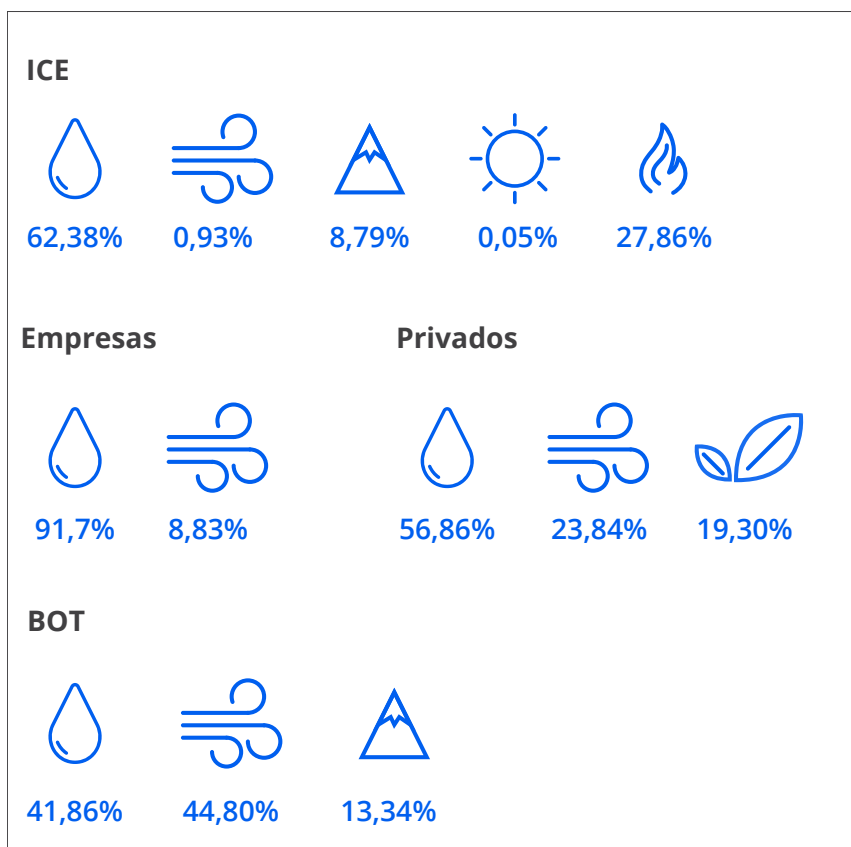 ICE
62,38% 0,93% 8,79% 0,05% 27,86%
Empresas Privados
91,7% 8,83% 56,86% 23,84% 19,30%
BOT
41,86% 44,80% 13,34%